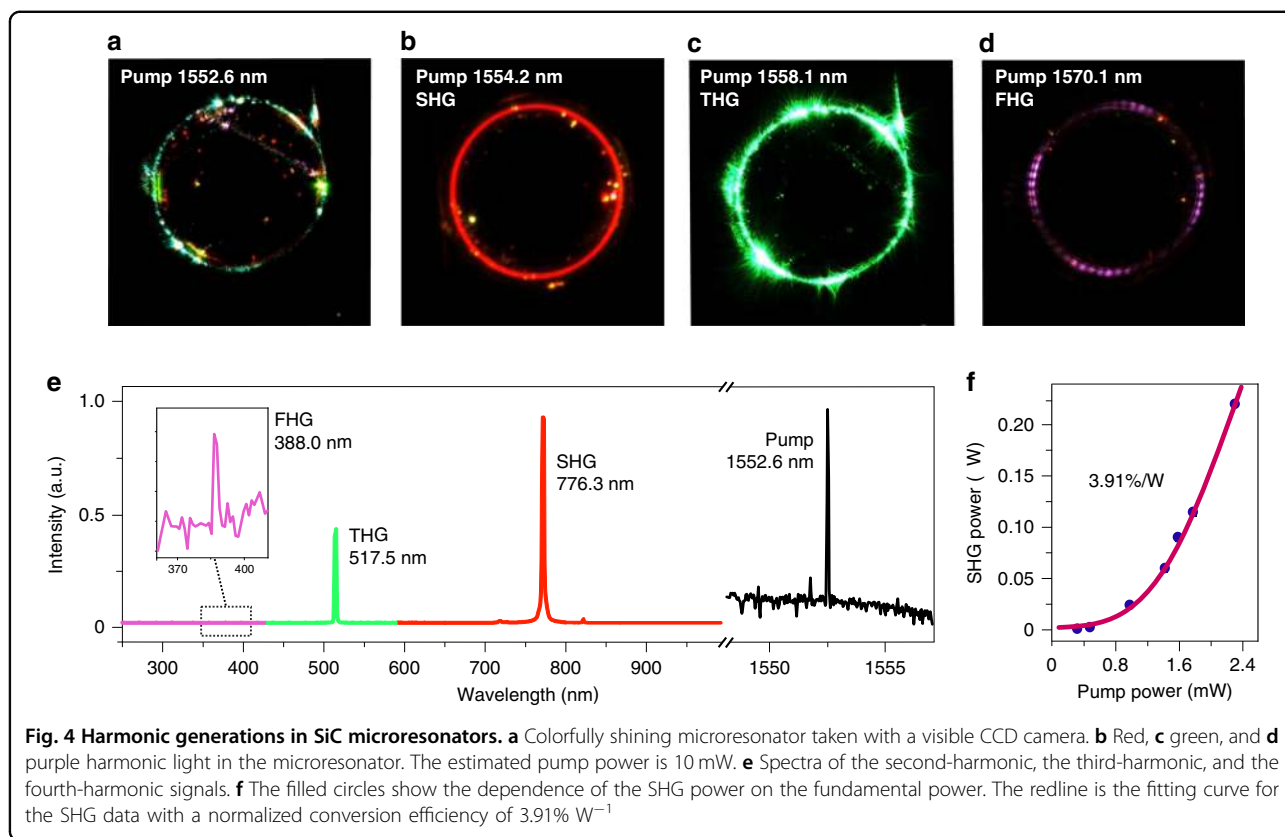 a
b
c
d
Pump 1552.6 nm
Pump 1554.2 nm
SHG
Pump 1558.1 nm
THG
Pump 1570.1 nm
FHG
e
f
1.0
0.5
0
Intensity (a.u.)
FHG
388.0 nm
370
400
THG
517.5 nm
SHG
776.3 nm
Pump
1552.6 nm
300
400
500
600
700
800
900
1550
1555
Wavelength (nm)
0.20
0.15
0.10
0.05
0
SHG power ( W)
3.91%/W
0
0.8
1.6
2.4
Pump power (mW)
Fig. 4 Harmonic generations in SiC microresonators. a Colorfully shining microresonator taken with a visible CCD camera. b Red, c green, and d
purple harmonic light in the microresonator. The estimated pump power is 10 mW. e Spectra of the second-harmonic, the third-harmonic, and the
fourth-harmonic signals. f The filled circles show the dependence of the SHG power on the fundamental power. The redline is the fitting curve for
the SHG data with a normalized conversion efficiency of 3.91% W⁻¹